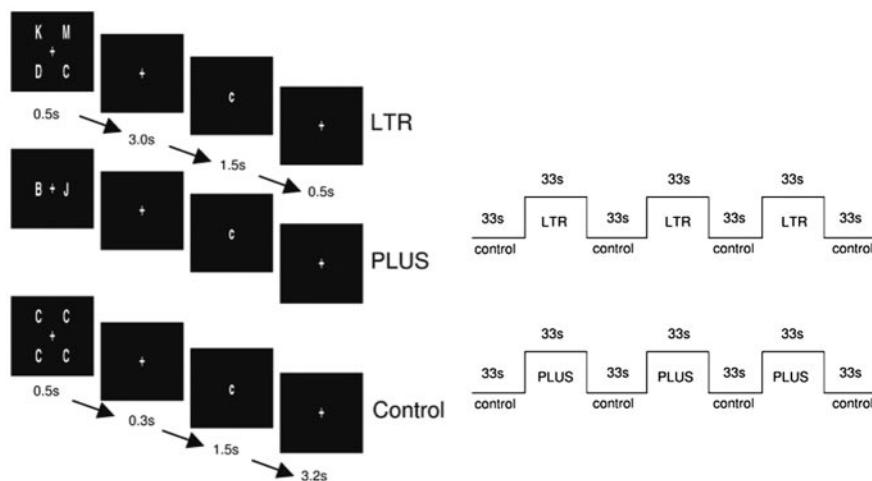 K M
+
D C
+
c
+
LTR
0.5s
3.0s
1.5s
0.5s
B + J
+
c
+
PLUS
C C
+
C C
+
c
+
Control
0.5s
0.3s
1.5s
3.2s
33s 33s 33s
33s LTR 33s LTR 33s LTR 33s
control control control control
33s 33s 33s
33s PLUS 33s PLUS 33s PLUS 33s
control control control control